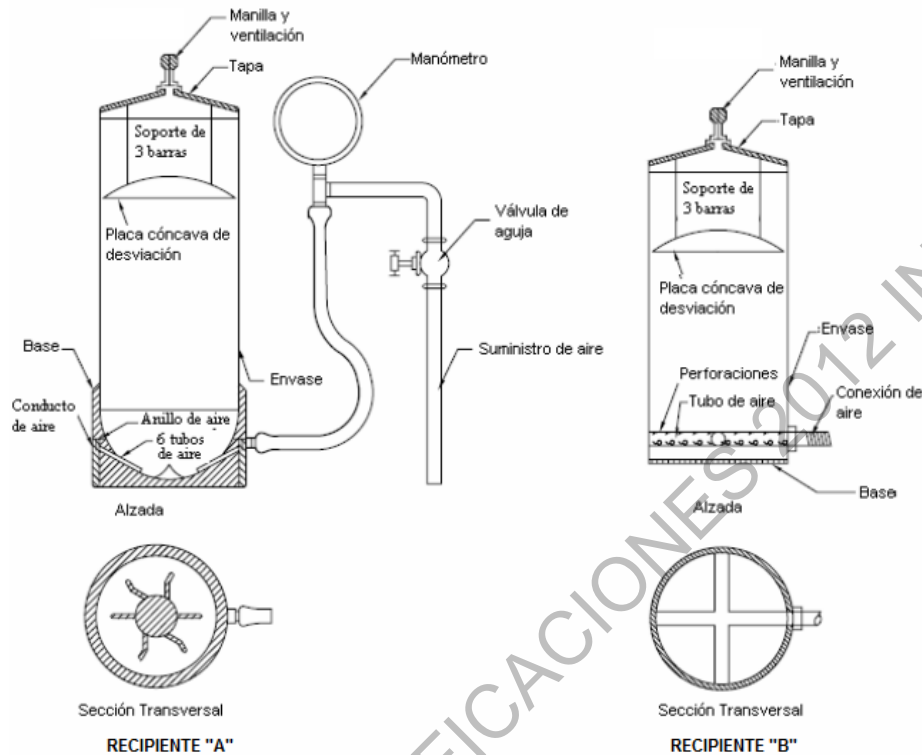 Manilla y
ventilación
Tapa
Soporte de
3 barras
Placa cóncava de
desviación
Manómetro
Válvula de
aguja
Suministro de aire
Base
Envase
Conducto
de aire
Anillo de aire
6 tubos
de aire
Alzada
Sección Transversal
RECIPIENTE "A"
Manilla y
ventilación
Tapa
Soporte de
3 barras
Placa cóncava de
desviación
Envase
Perforaciones
Tubo de aire
Conexión de
aire
Base
Alzada
Sección Transversal
RECIPIENTE "B"